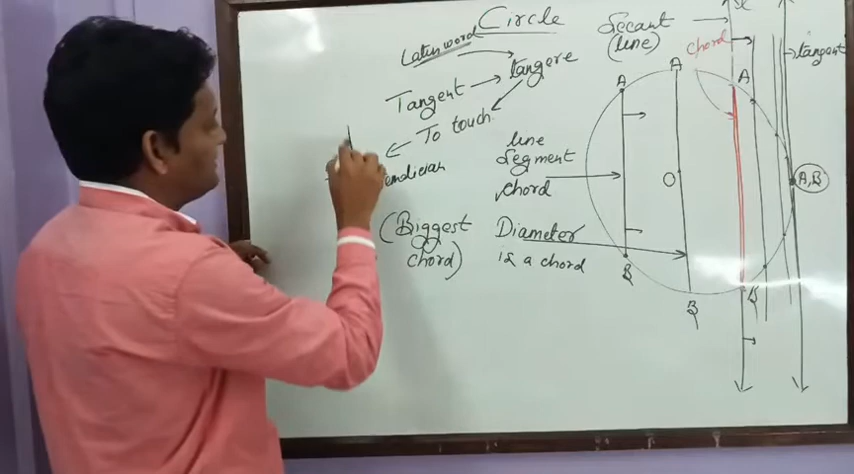 Circle
Latin word
Tangent → tangere
To touch
(Biggest
chord)
Secant
(line)
chord
tangent
line
segment
chord
Diameter
is a chord
A
A
A
O
A,B
B
B
B